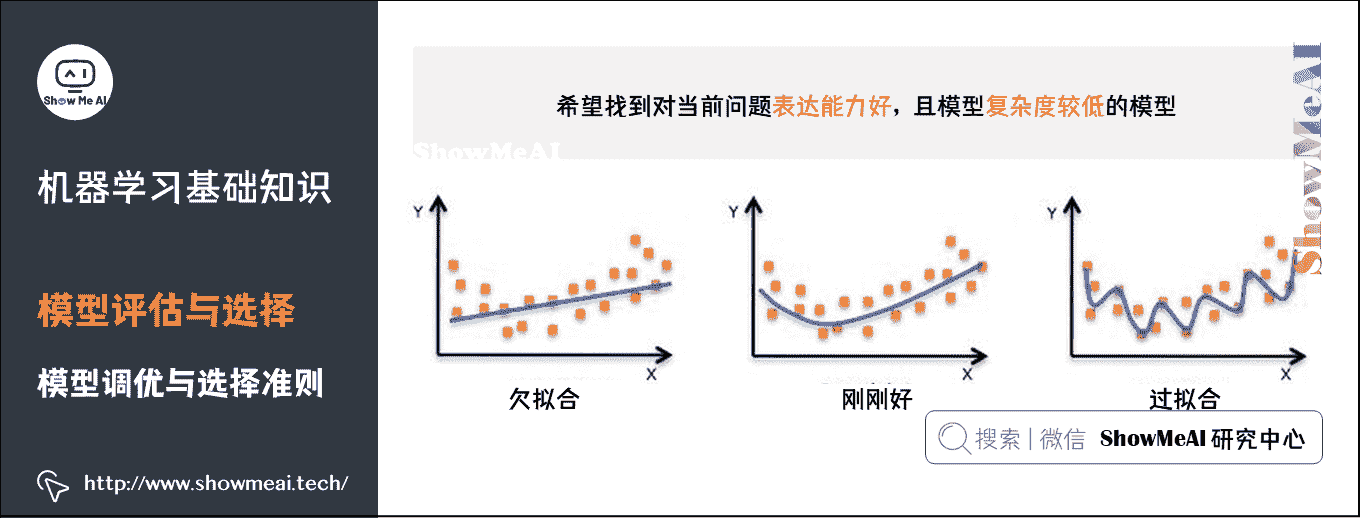 Show Me AI
机器学习基础知识
模型评估与选择
模型调优与选择准则
http://www.showmeai.tech/
希望找到对当前问题表达能力好，且模型复杂度较低的模型
ShowMeAI
ShowMeAI
Y
X
欠拟合
Y
X
刚刚好
Y
X
过拟合
搜索 | 微信 ShowMeAI 研究中心